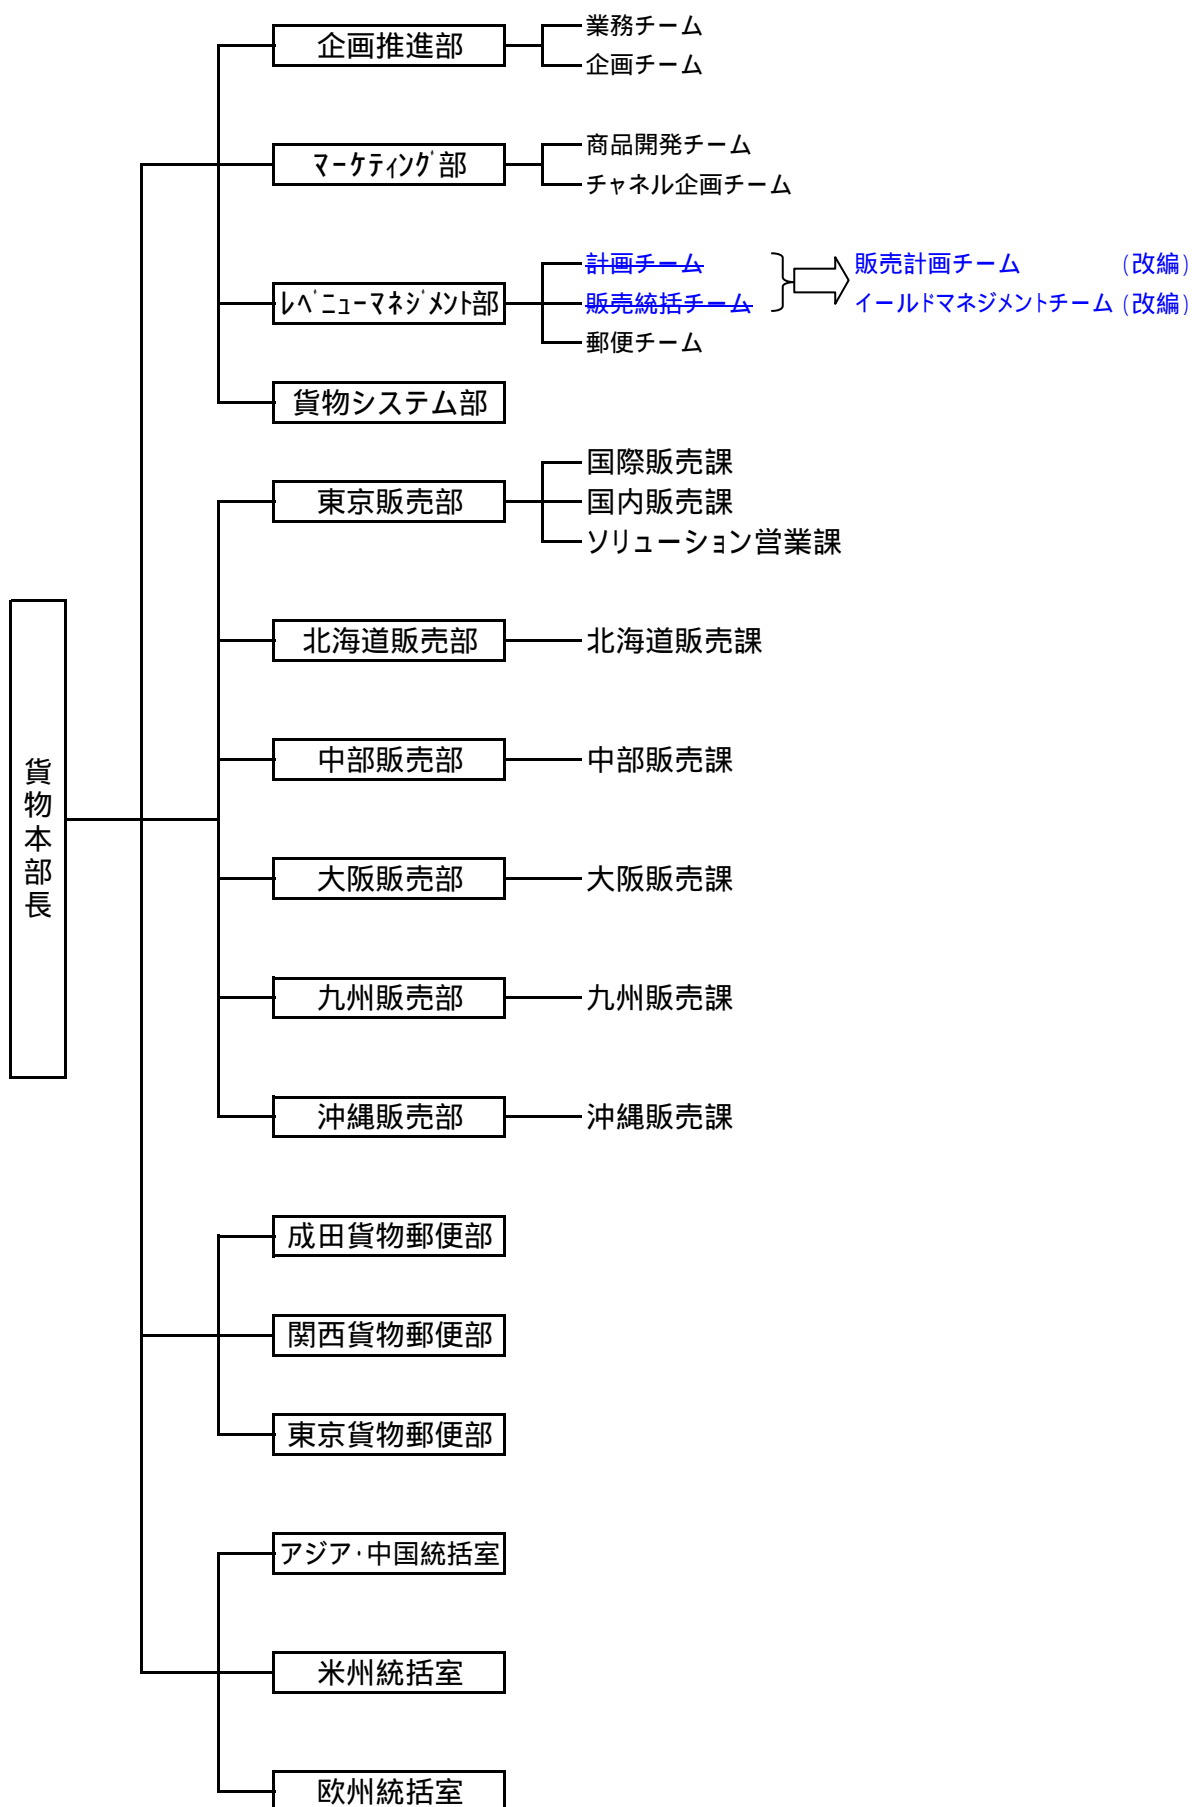 企画推進部
業務チーム
企画チーム
マーケティング部
商品開発チーム
チャネル企画チーム
レベニューマネジメント部
計画チーム
販売統括チーム
郵便チーム
販売計画チーム (改編)
イールドマネジメントチーム (改編)
貨物システム部
東京販売部
国際販売課
国内販売課
ソリューション営業課
貨物本部長
北海道販売部
北海道販売課
中部販売部
中部販売課
大阪販売部
大阪販売課
九州販売部
九州販売課
沖縄販売部
沖縄販売課
成田貨物郵便部
関西貨物郵便部
東京貨物郵便部
アジア・中国統括室
米州統括室
欧州統括室